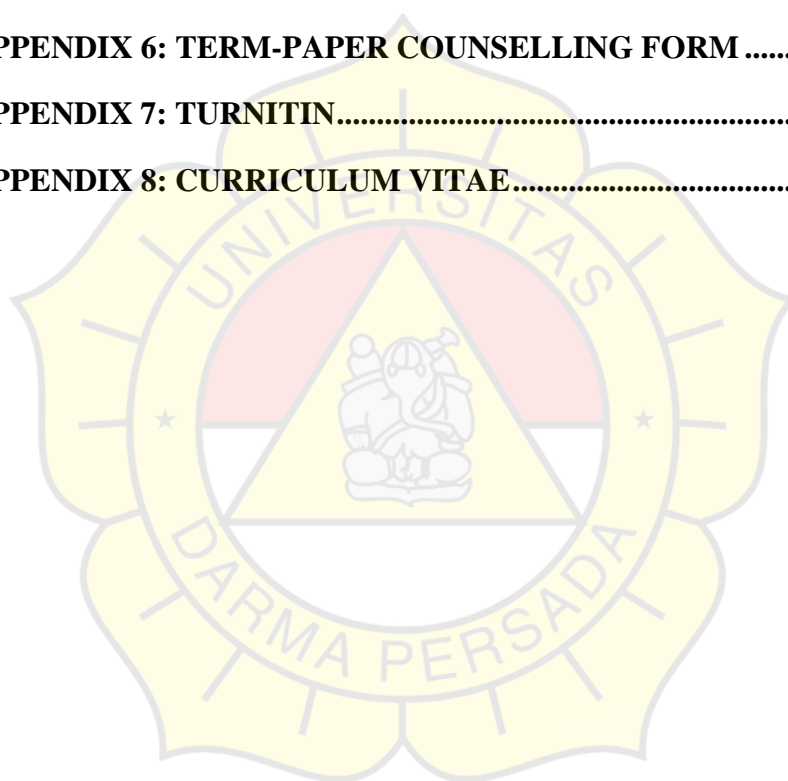 PPENDIX 6: TERM-PAPER COUNSELLING FORM ......
PPENDIX 7: TURNITIN..........................................................
PPENDIX 8: CURRICULUM VITAE...................................
UNIVERSITAS
DARMA PERSADA